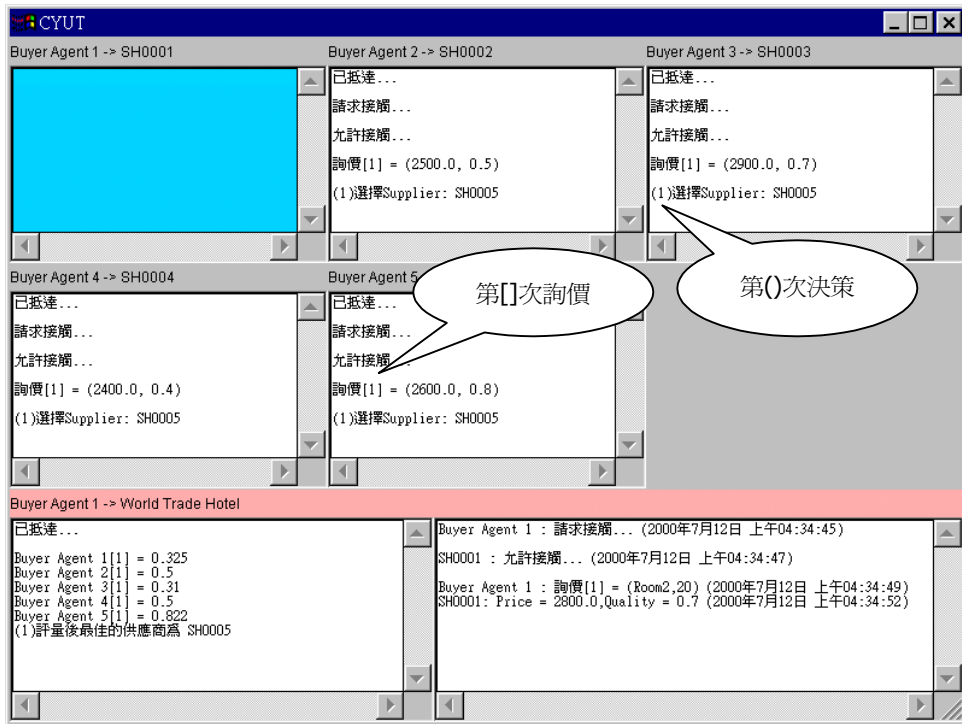 CYUT
Buyer Agent 1 -> SH0001
Buyer Agent 2 -> SH0002
已抵達...
請求接觸...
允許接觸...
詢價[1] = (2500.0, 0.5)
(1)選擇Supplier: SH0005
Buyer Agent 3 -> SH0003
已抵達...
請求接觸...
允許接觸...
詢價[1] = (2900.0, 0.7)
(1)選擇Supplier: SH0005
第()次決策
Buyer Agent 4 -> SH0004
已抵達...
請求接觸...
允許接觸...
詢價[1] = (2400.0, 0.4)
(1)選擇Supplier: SH0005
Buyer Agent 5
已抵達...
請求接觸...
允許接觸...
詢價[1] = (2600.0, 0.8)
(1)選擇Supplier: SH0005
第[]次詢價
Buyer Agent 1 -> World Trade Hotel
已抵達...
Buyer Agent 1[1] = 0.325
Buyer Agent 2[1] = 0.5
Buyer Agent 3[1] = 0.31
Buyer Agent 4[1] = 0.5
Buyer Agent 5[1] = 0.822
(1)評量後最佳的供應商為 SH0005
Buyer Agent 1 : 請求接觸... (2000年7月12日 上午04:34:45)
SH0001 : 允許接觸... (2000年7月12日 上午04:34:47)
Buyer Agent 1 : 詢價[1] = (Room2,20) (2000年7月12日 上午04:34:49)
SH0001: Price = 2800.0,Quality = 0.7 (2000年7月12日 上午04:34:52)